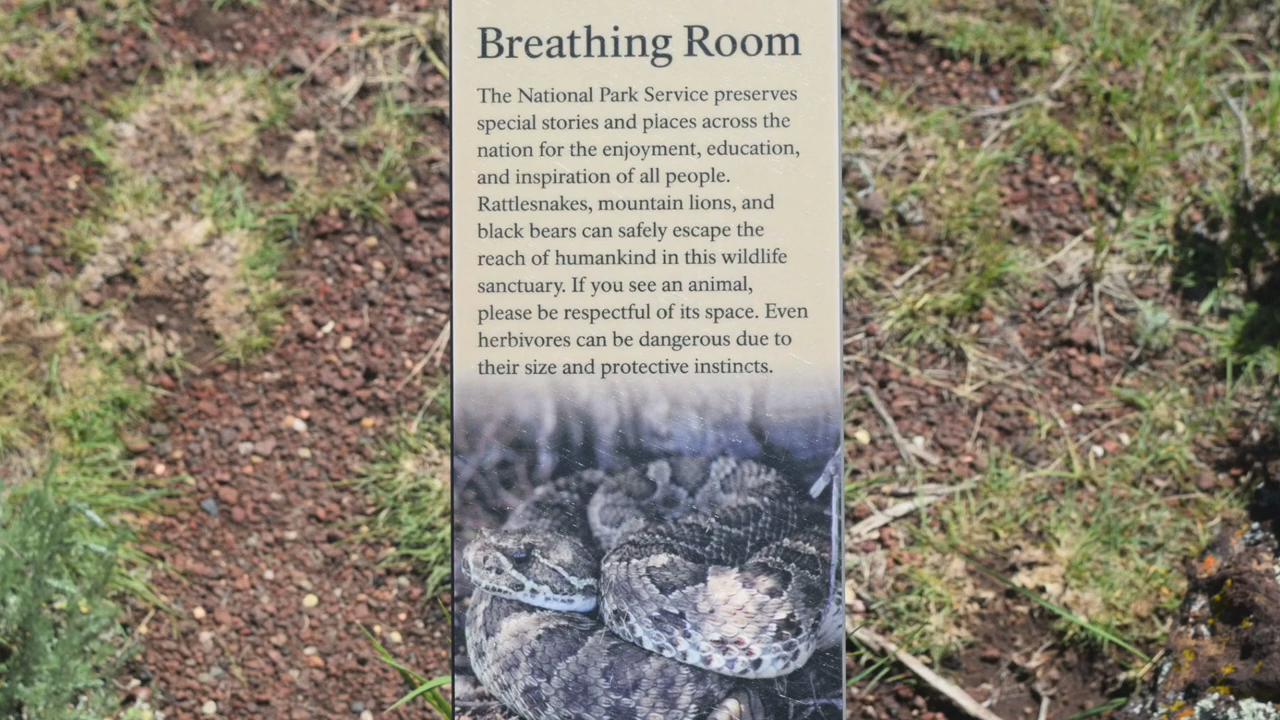 Breathing Room
The National Park Service preserves
special stories and places across the
nation for the enjoyment, education,
and inspiration of all people.
Rattlesnakes, mountain lions, and
black bears can safely escape the
reach of humankind in this wildlife
sanctuary. If you see an animal,
please be respectful of its space. Even
herbivores can be dangerous due to
their size and protective instincts.